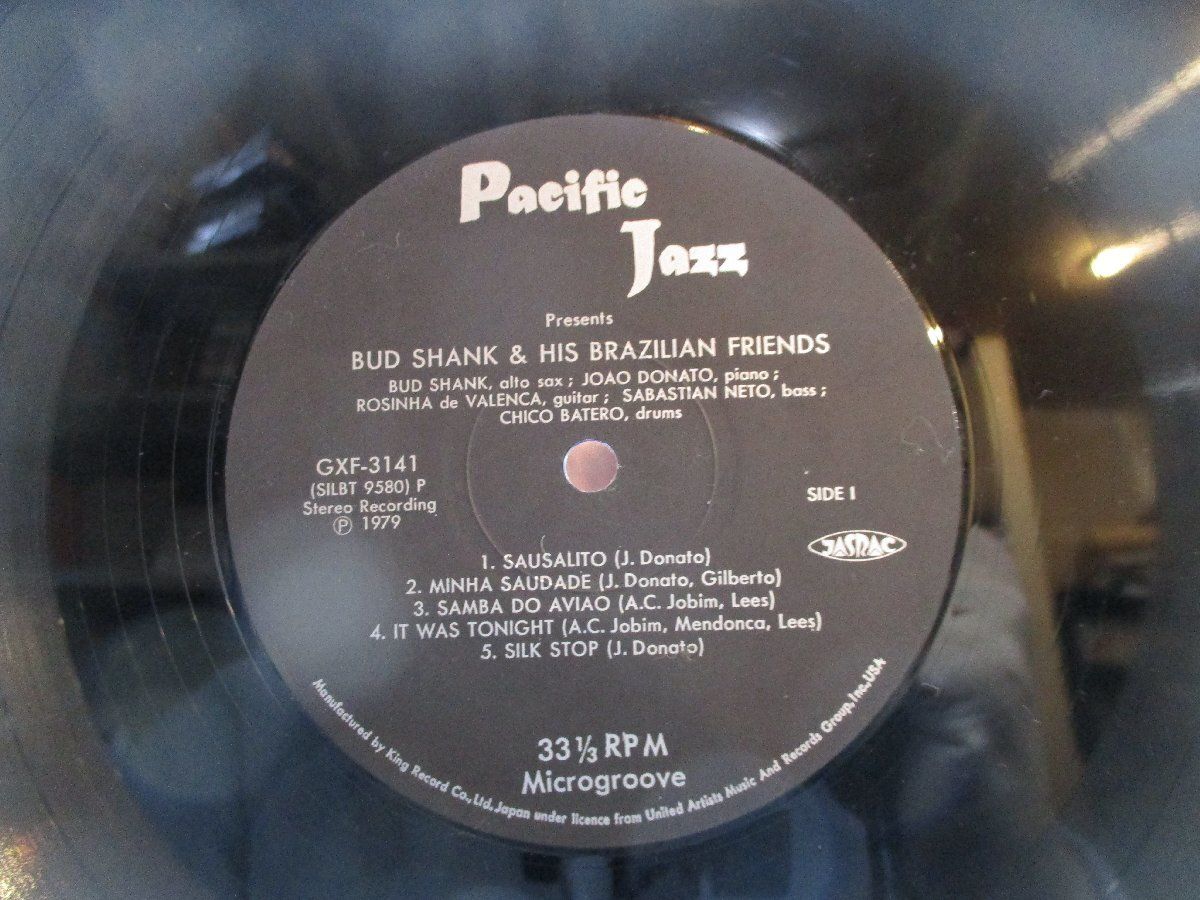 Pacific
Jazz
Presents
BUD SHANK & HIS BRAZILIAN FRIENDS
BUD SHANK, alto sax ; JOAO DONATO, piano ;
ROSINHA de VALENCA, guitar ; SABASTIAN NETO, bass ;
CHICO BATERO, drums
GXF-3141
(SILBT 9580) P
Stereo Recording
Ⓟ 1979
SIDE 1
JASRAC
1. SAUSALITO (J. Donato)
2. MINHA SAUDADE (J. Donato, Gilberto)
3. SAMBA DO AVIAO (A.C. Jobim, Lees)
4. IT WAS TONIGHT (A.C. Jobim, Mendonca, Lees)
5. SILK STOP (J. Donato)
33 1/3 RPM
Microgroove
Manufactured by King Record Co., Ltd. Japan under licence from United Artists Music And Records Group, Inc., USA